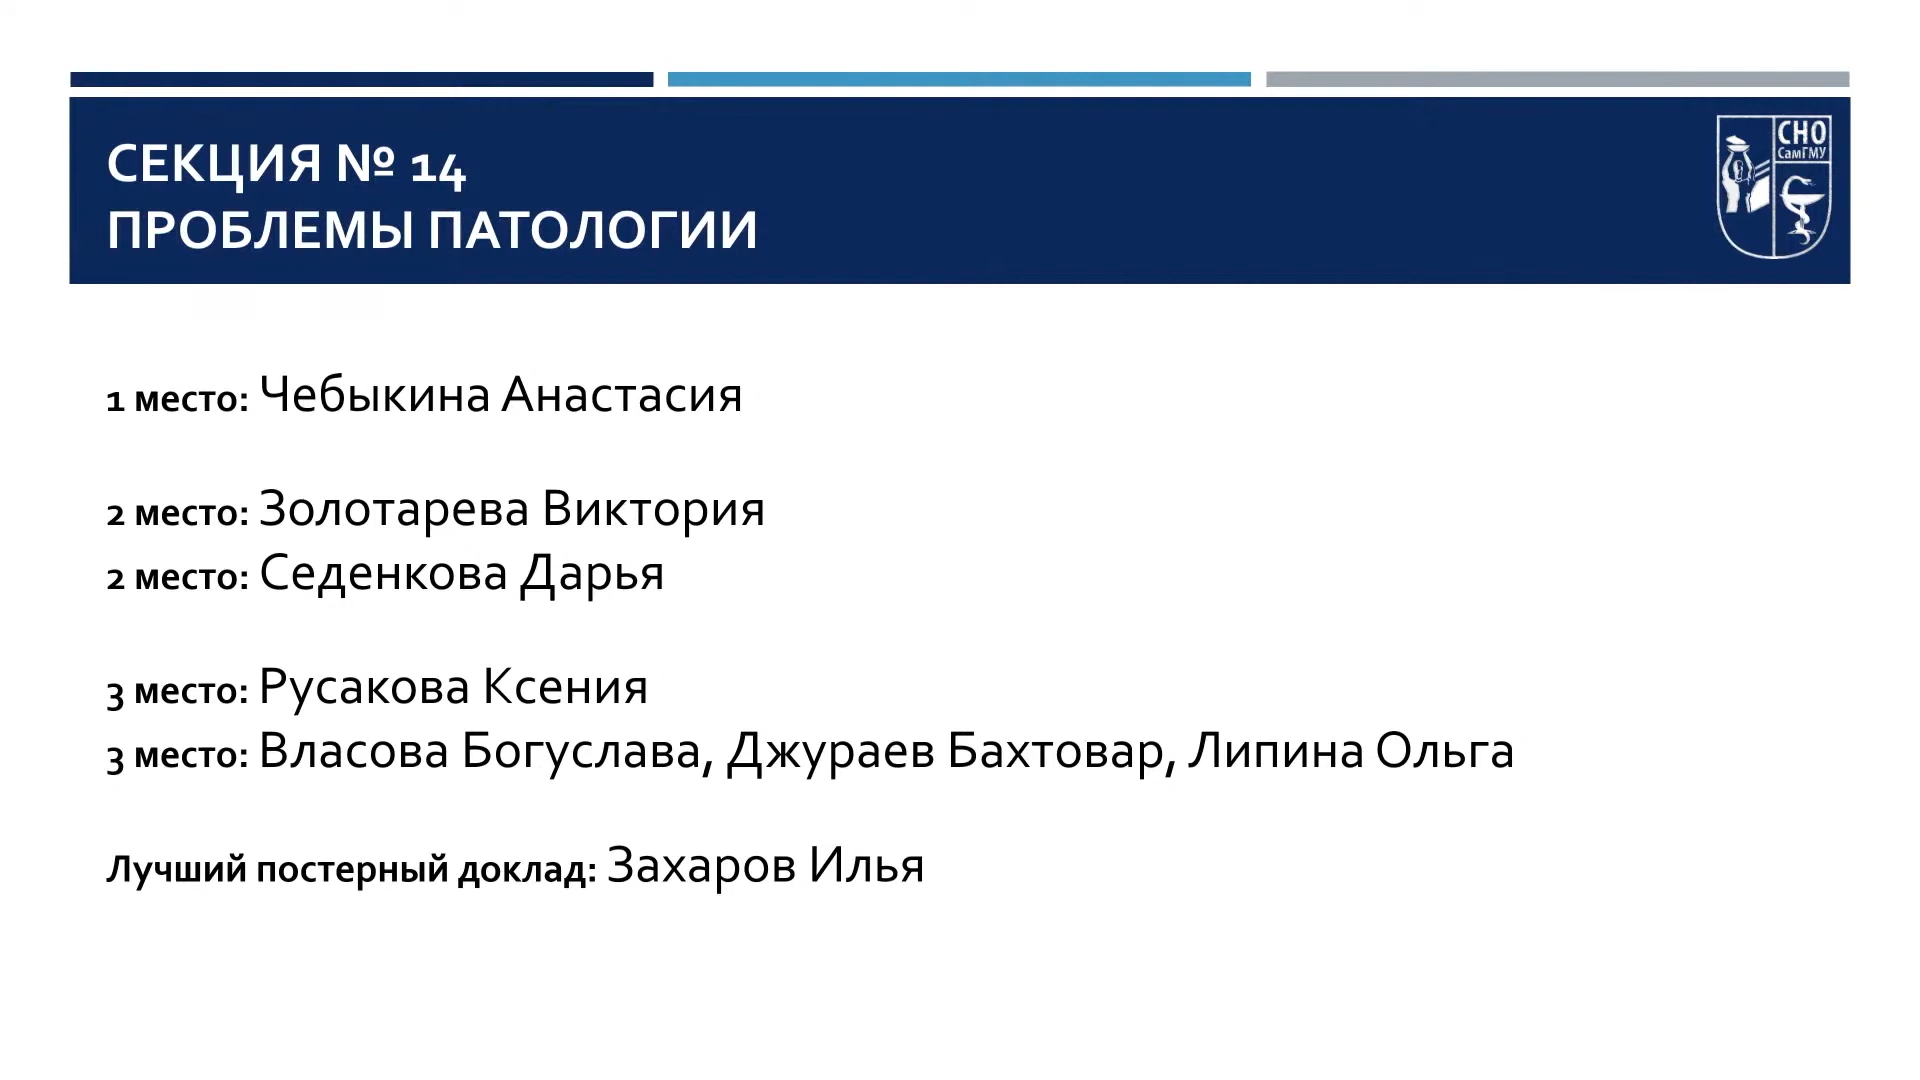 СЕКЦИЯ № 14
ПРОБЛЕМЫ ПАТОЛОГИИ
СНО
СамГМУ
1 место: Чебыкина Анастасия
2 место: Золотарева Виктория
2 место: Седенкова Дарья
3 место: Русакова Ксения
3 место: Власова Богуслава, Джураев Бахтовар, Липина Ольга
Лучший постерный доклад: Захаров Илья